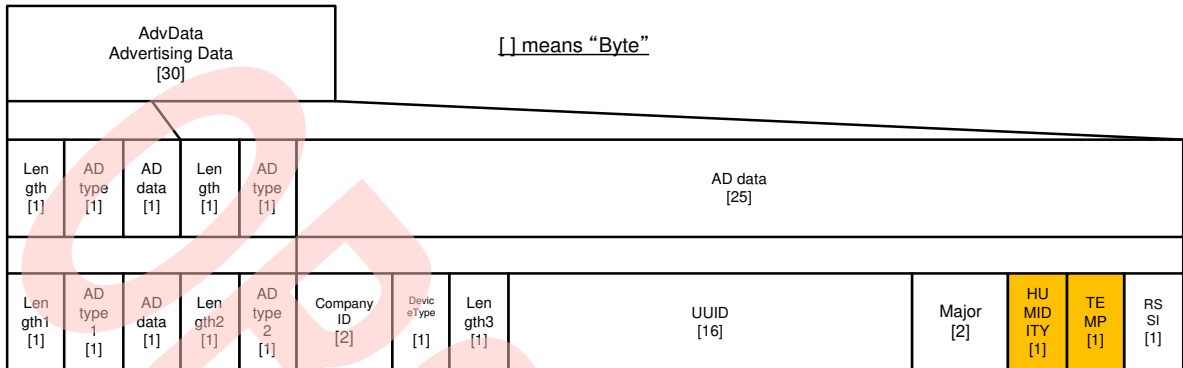 AdvData
Advertising Data
[30]
[ ] means “Byte”
Len
gth
[1]
AD
type
[1]
AD
data
[1]
Len
gth
[1]
AD
type
[1]
AD data
[25]
Len
gth1
[1]
AD
type
1
[1]
AD
data
[1]
Len
gth2
[1]
AD
type
2
[1]
Company
ID
[2]
Devic
eType
[1]
Len
gth3
[1]
UUID
[16]
Major
[2]
HU
MID
ITY
[1]
TE
MP
[1]
RS
SI
[1]